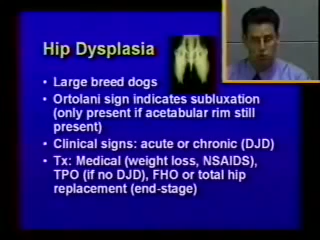 Hip Dysplasia
• Large breed dogs
• Ortolani sign indicates subluxation
(only present if acetabular rim still
present)
• Clinical signs: acute or chronic (DJD)
• Tx: Medical (weight loss, NSAIDS),
TPO (if no DJD), FHO or total hip
replacement (end-stage)